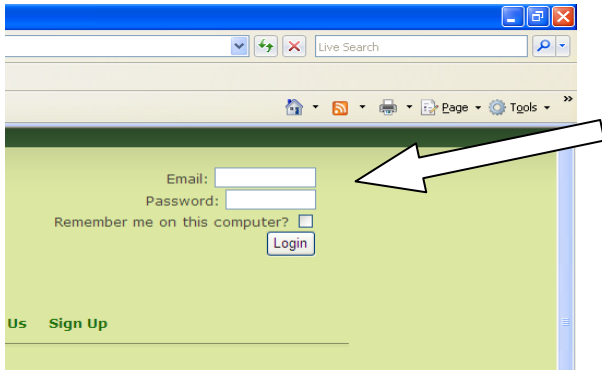 Live Search
Page Tools »
Email:
Password:
Remember me on this computer?
Login
Us Sign Up